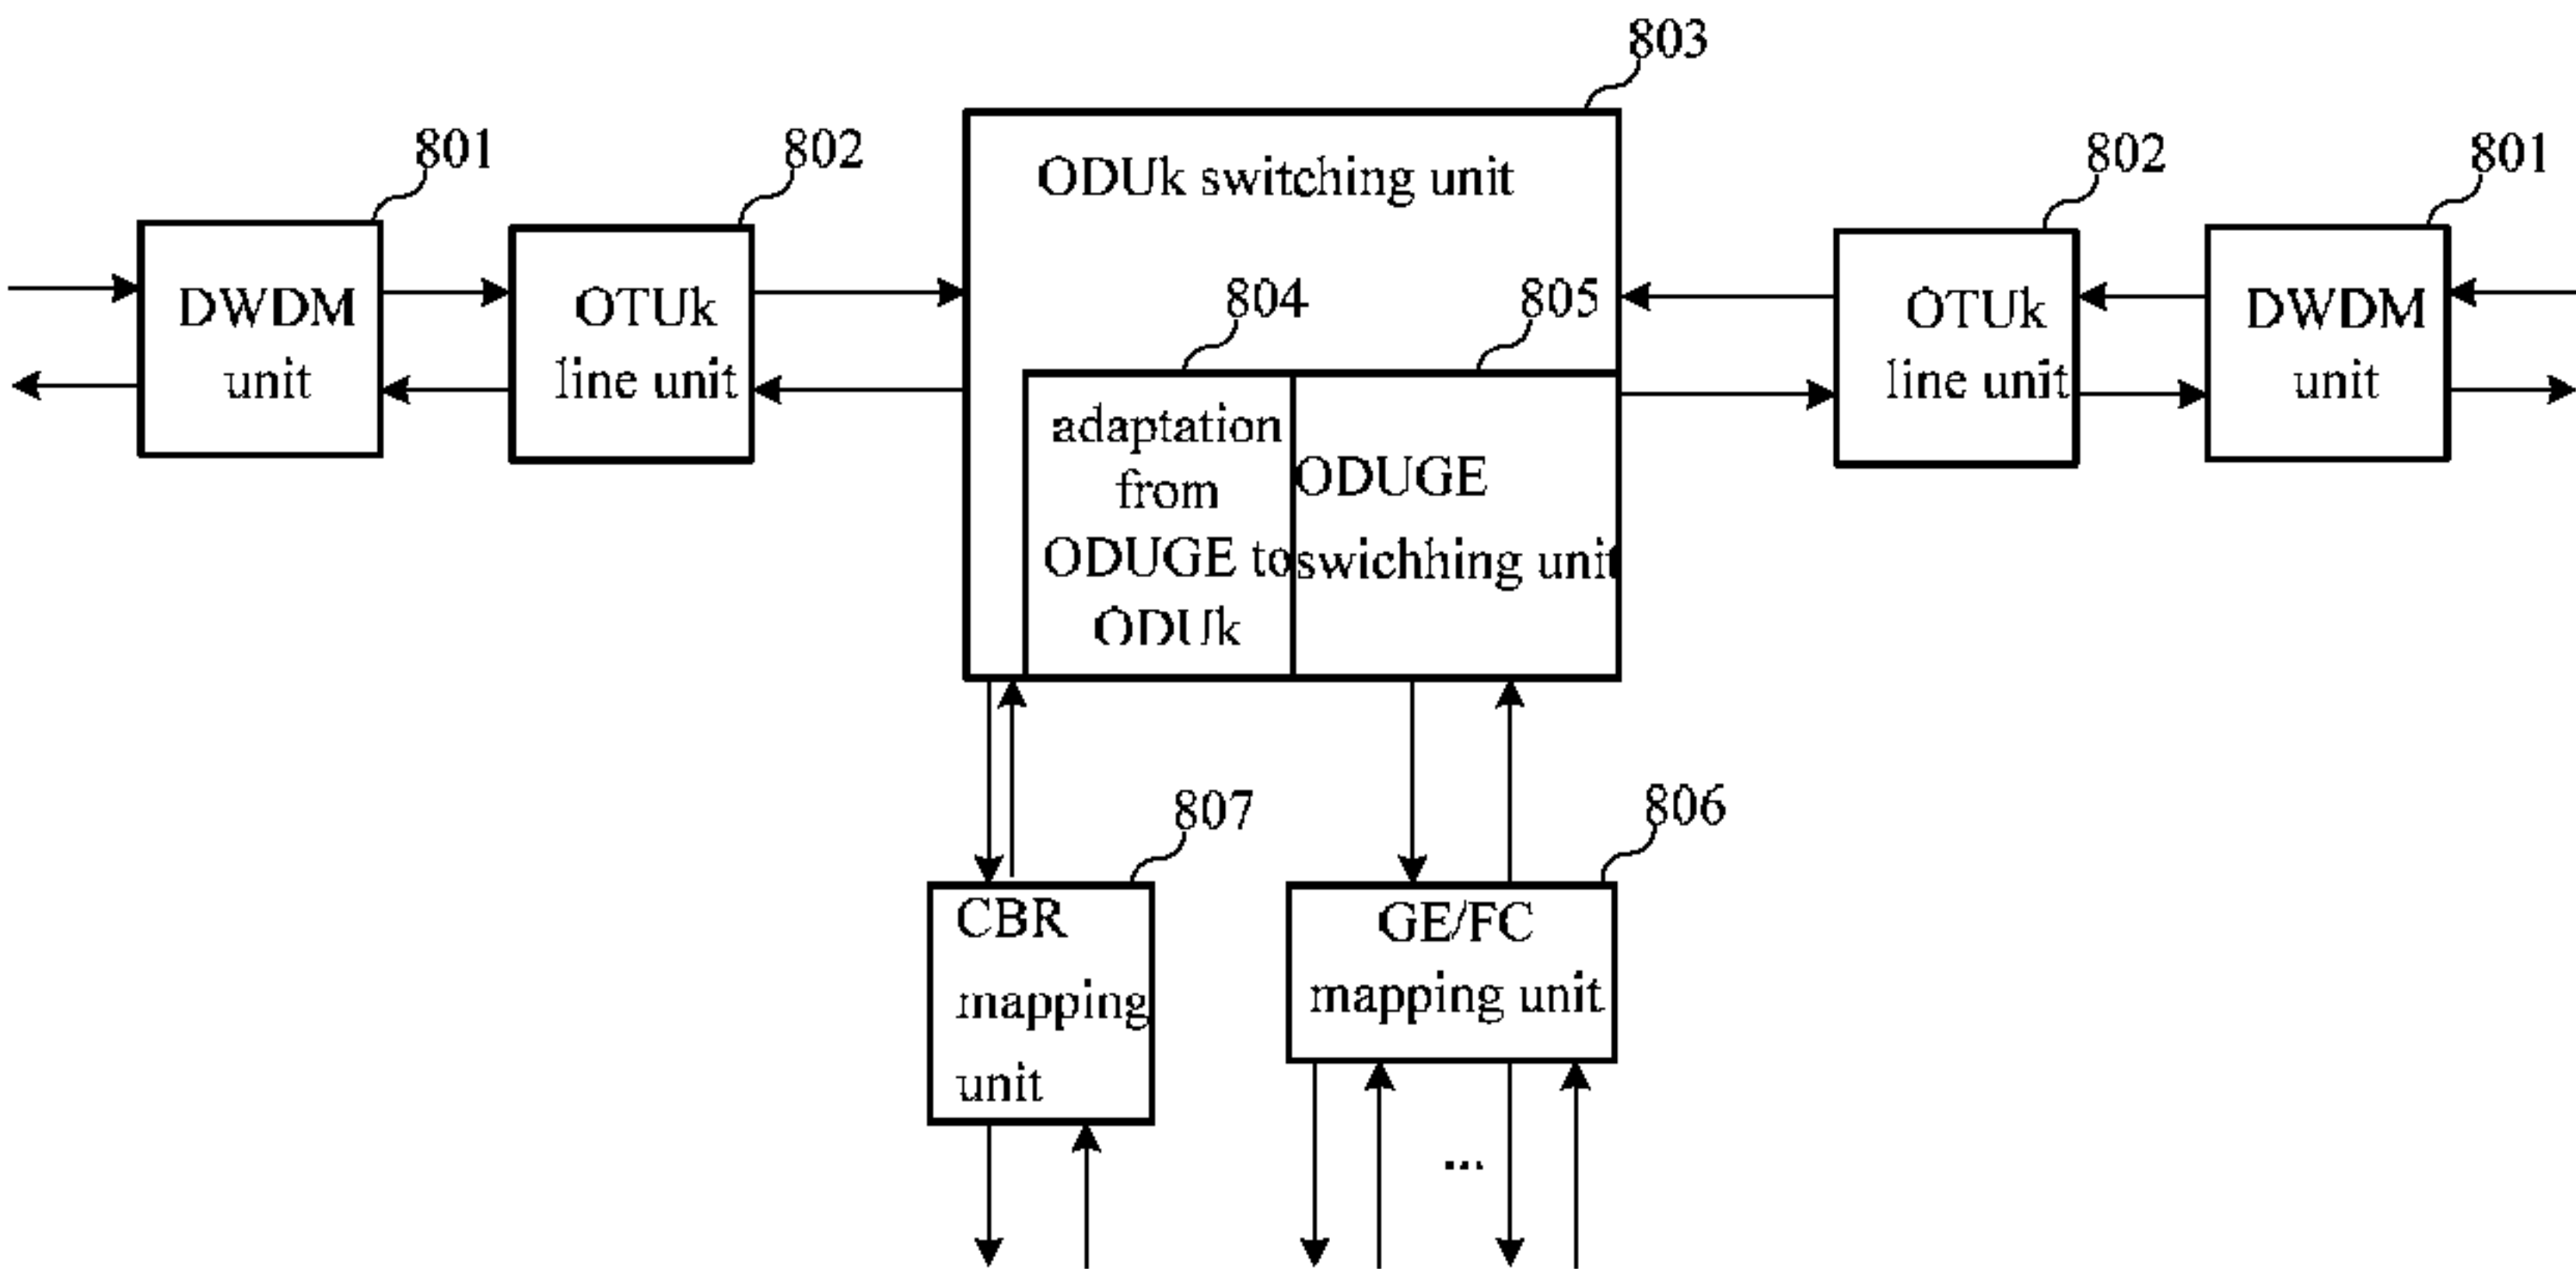 803
801
802
ODUk switching unit
802
801
DWDM
unit
OTUk
line unit
804
805
OTUk
line unit
DWDM
unit
adaptation
from
ODUGE to
ODUk
ODUGE
swichhing unit
807
806
CBR
mapping
unit
GE/FC
mapping unit
...